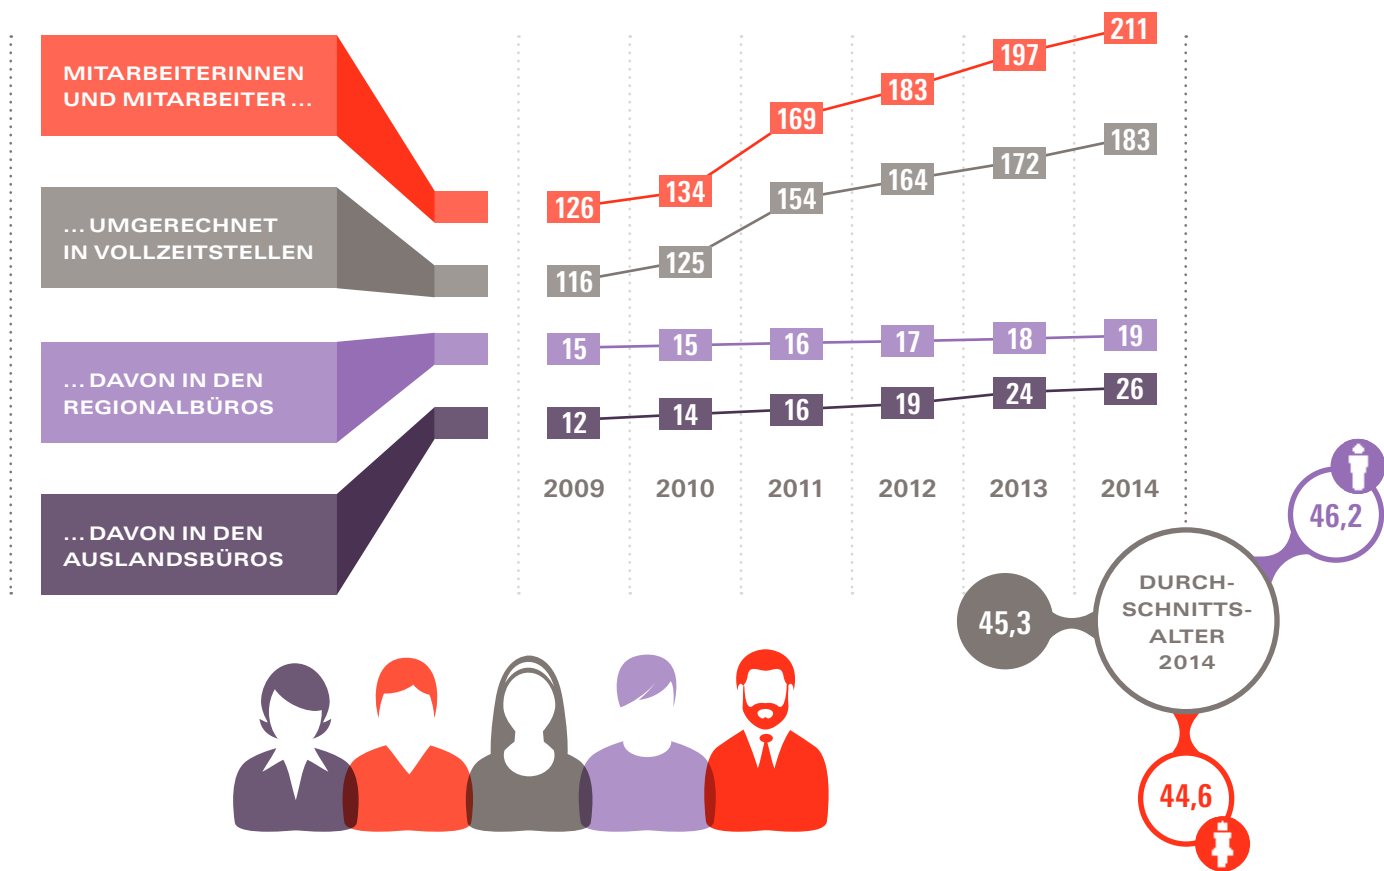 MITARBEITERINNEN
UND MITARBEITER ...
126 134 169 183 197 211
... UMGERECHNET
IN VOLLZEITSTELLEN
116 125 154 164 172 183
... DAVON IN DEN
REGIONALBÜROS
15 15 16 17 18 19
... DAVON IN DEN
AUSLANDSBÜROS
12 14 16 19 24 26
2009 2010 2011 2012 2013 2014
DURCH-
SCHNITTS-
ALTER
2014
46,2
45,3
44,6